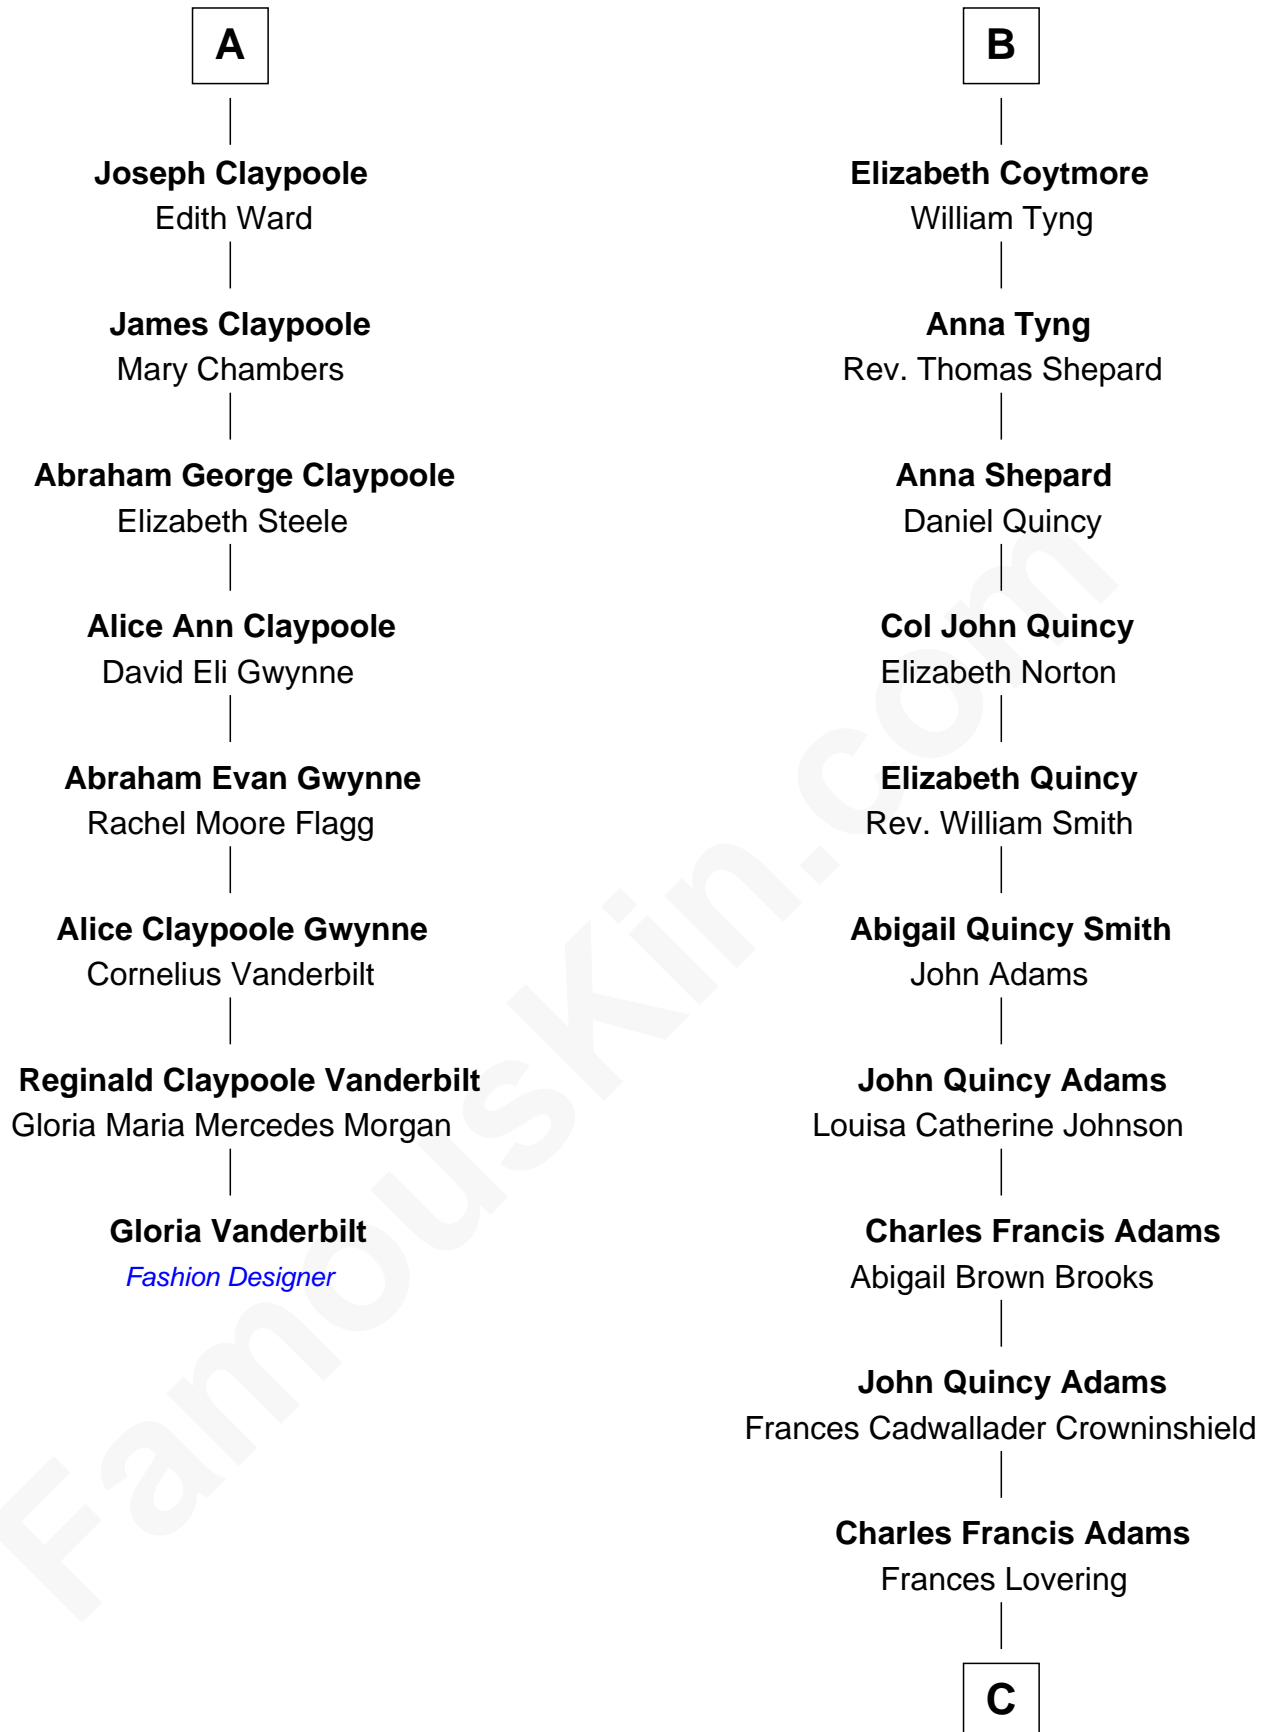 A
Joseph Claypoole
Edith Ward
James Claypoole
Mary Chambers
Abraham George Claypoole
Elizabeth Steele
Alice Ann Claypoole
David Eli Gwynne
Abraham Evan Gwynne
Rachel Moore Flagg
Alice Claypoole Gwynne
Cornelius Vanderbilt
Reginald Claypoole Vanderbilt
Gloria Maria Mercedes Morgan
Gloria Vanderbilt
Fashion Designer
B
Elizabeth Coytmore
William Tyng
Anna Tyng
Rev. Thomas Shepard
Anna Shepard
Daniel Quincy
Col John Quincy
Elizabeth Norton
Elizabeth Quincy
Rev. William Smith
Abigail Quincy Smith
John Adams
John Quincy Adams
Louisa Catherine Johnson
Charles Francis Adams
Abigail Brown Brooks
John Quincy Adams
Frances Cadwallader Crowninshield
Charles Francis Adams
Frances Lovering
C
FamousKin.com